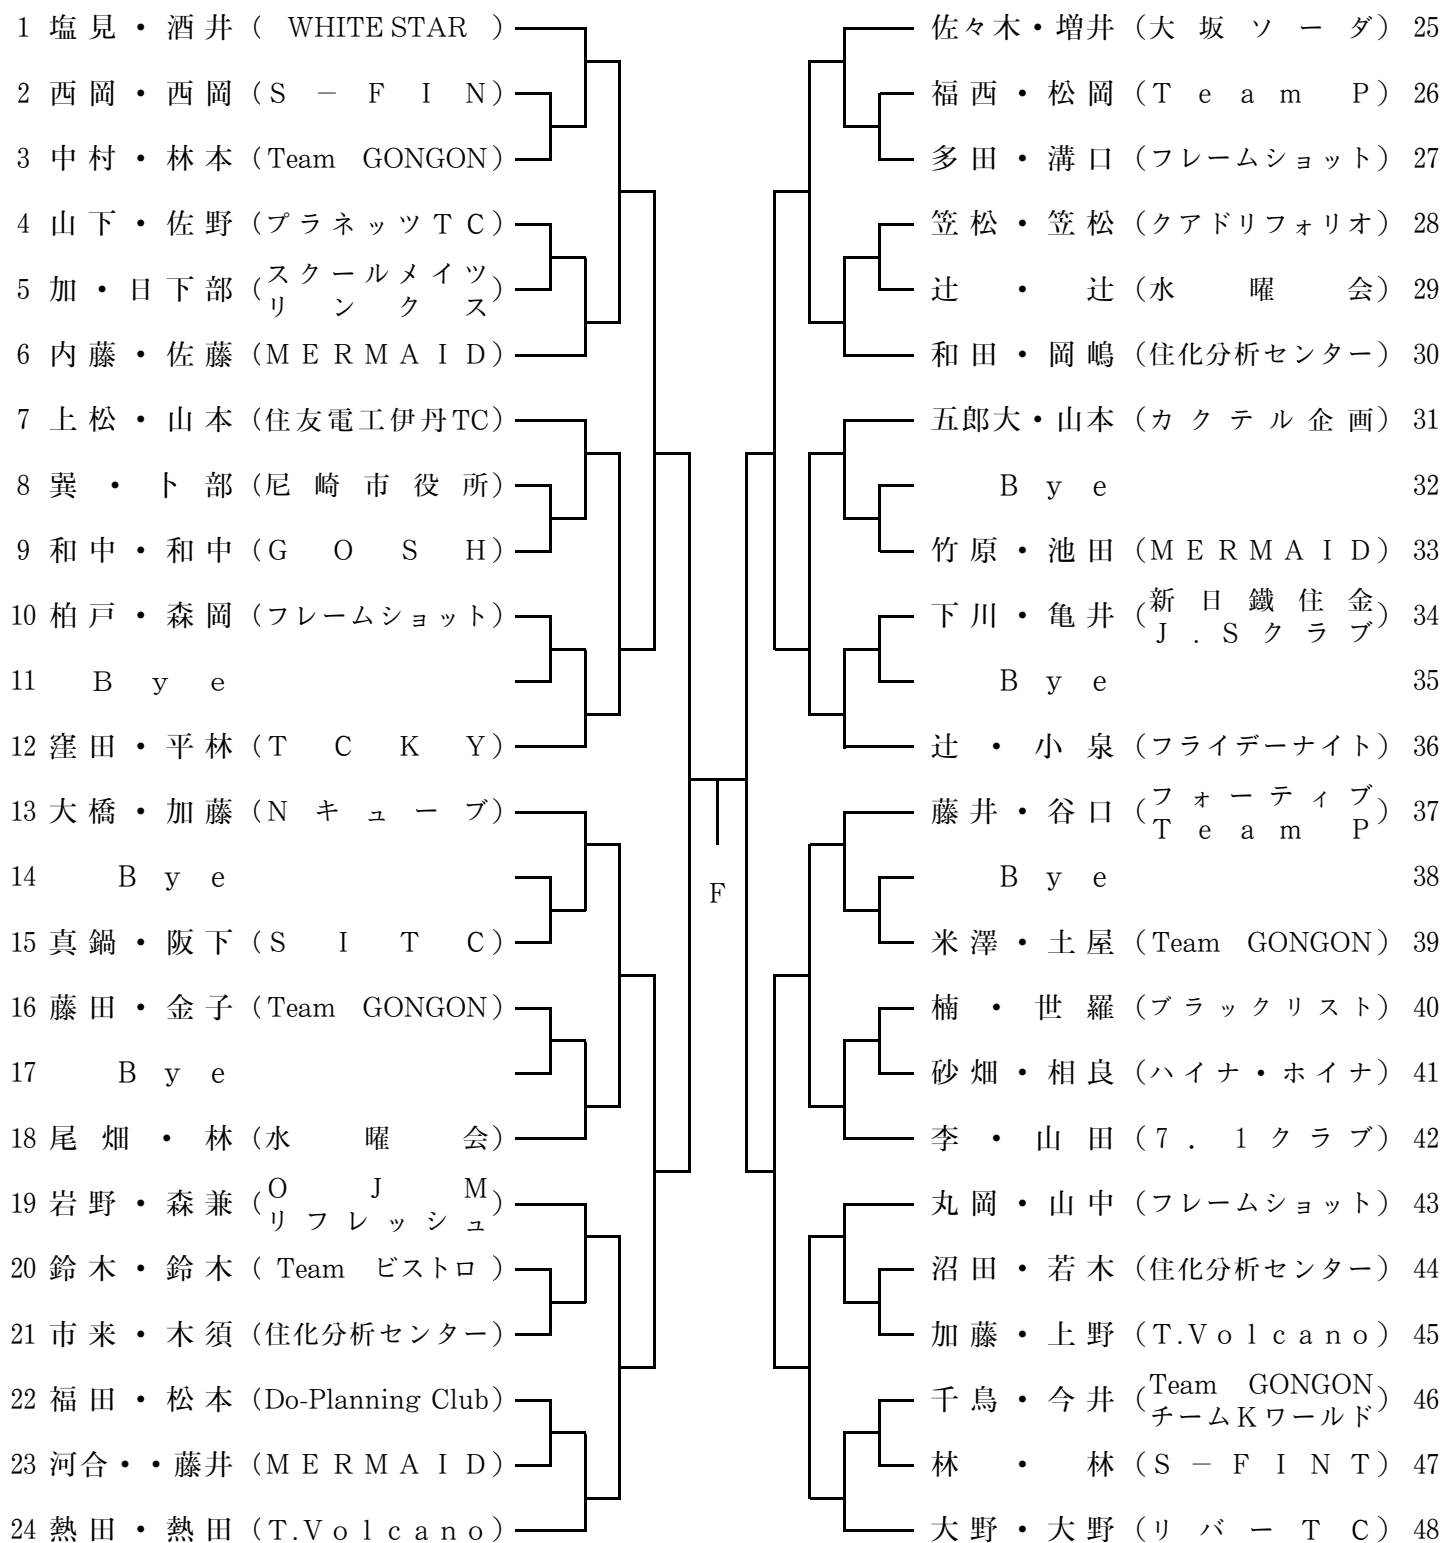 1 塩見・酒井 (WHITE STAR)
2 西岡・西岡 (S－FIN)
3 中村・林本 (Team GONGON)
4 山下・佐野 (プラネッツTC)
5 加・日下部 (スクールメイツ
リンクス)
6 内藤・佐藤 (MERMAID)
7 上松・山本 (住友電工伊丹TC)
8 巽・卜部 (尼崎市役所)
9 和中・和中 (GOSH)
10 柏戸・森岡 (フレームショット)
11 Bye
12 窪田・平林 (TCKY)
13 大橋・加藤 (Nキューブ)
14 Bye
15 真鍋・阪下 (SITC)
16 藤田・金子 (Team GONGON)
17 Bye
18 尾畑・林 (水曜会)
19 岩野・森兼 (OJM
リフレッシュ)
20 鈴木・鈴木 (Team ビストロ)
21 市来・木須 (住化分析センター)
22 福田・松本 (Do-Planning Club)
23 河合・・藤井 (MERMAID)
24 熱田・熱田 (T.Volcano)
F
佐々木・増井 (大坂ソーダ) 25
福西・松岡 (Team P) 26
多田・溝口 (フレームショット) 27
笠松・笠松 (クアドリフォリオ) 28
辻・辻 (水曜会) 29
和田・岡嶋 (住化分析センター) 30
五郎大・山本 (カクテル企画) 31
Bye 32
竹原・池田 (MERMAID) 33
下川・亀井 (新日鐵住金
J.Sクラブ) 34
Bye 35
辻・小泉 (フライデーナイト) 36
藤井・谷口 (フォーティブ
Team P) 37
Bye 38
米澤・土屋 (Team GONGON) 39
楠・世羅 (ブラックリスト) 40
砂畑・相良 (ハイナ・ホイナ) 41
李・山田 (7.1クラブ) 42
丸岡・山中 (フレームショット) 43
沼田・若木 (住化分析センター) 44
加藤・上野 (T.Volcano) 45
千鳥・今井 (Team GONGON
チームKワールド) 46
林・林 (S－FINT) 47
大野・大野 (リバーTC) 48